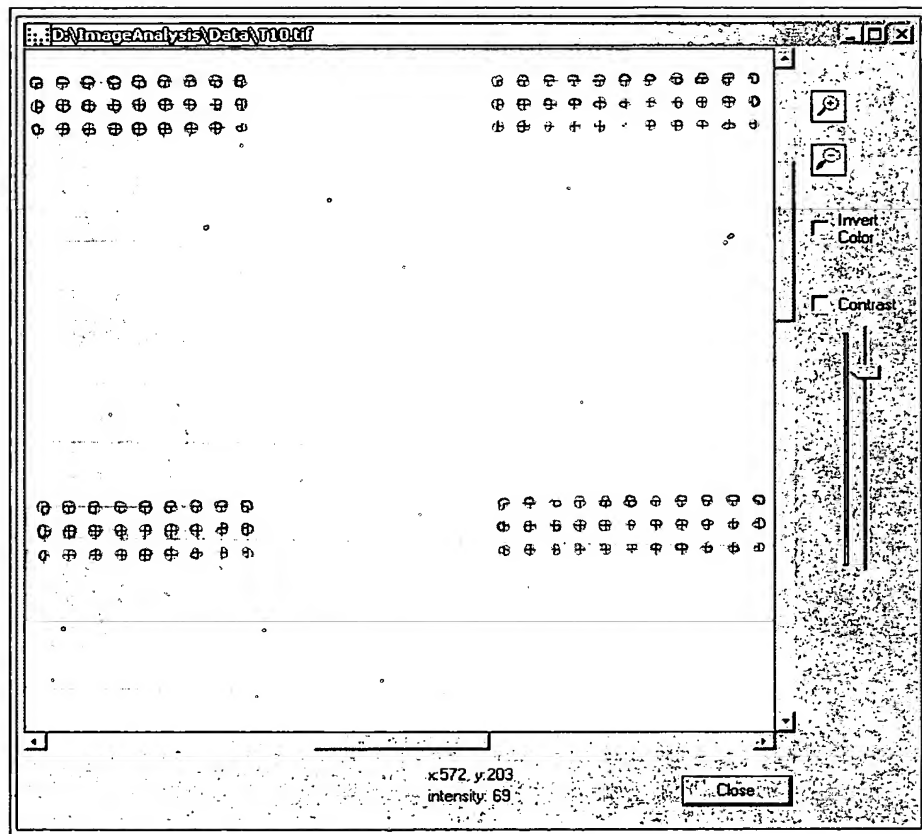 D:\ImageAnalysis\Data\T10.tif
Invert
Color
Contrast
x:572, y:203
intensity: 69
Close